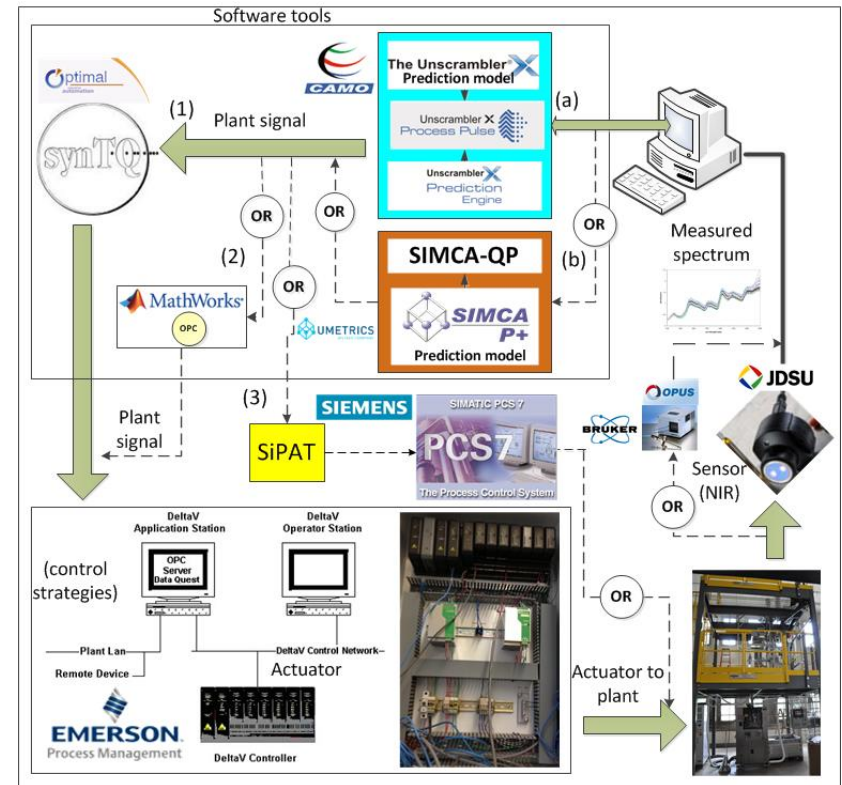 Software tools
Optimal
automation
CAMO
The Unscrambler® X
Prediction model
(a)
(1)
Plant signal
synTQ
Unscrambler X
Process Pulse
Unscrambler X
Prediction
Engine
OR
OR
OR
OR
Measured
spectrum
(2)
SIMCA-QP
(b)
MathWorks®
OPC
UMETRICS
SIMCA
P+
Prediction model
JDSU
(3)
SIEMENS
SIMATIC PCS 7
OPUS
Plant
signal
SiPAT
PCS7
BRUKER
The Process Control System
Sensor
(NIR)
OR
DeltaV
Application Station
DeltaV
Operator Station
(control
strategies)
OPC
Server
Data Quest
OR
Plant Lan
DeltaV Control Network
Remote Device
Actuator
Actuator to
plant
EMERSON.
Process Management
DeltaV Controller